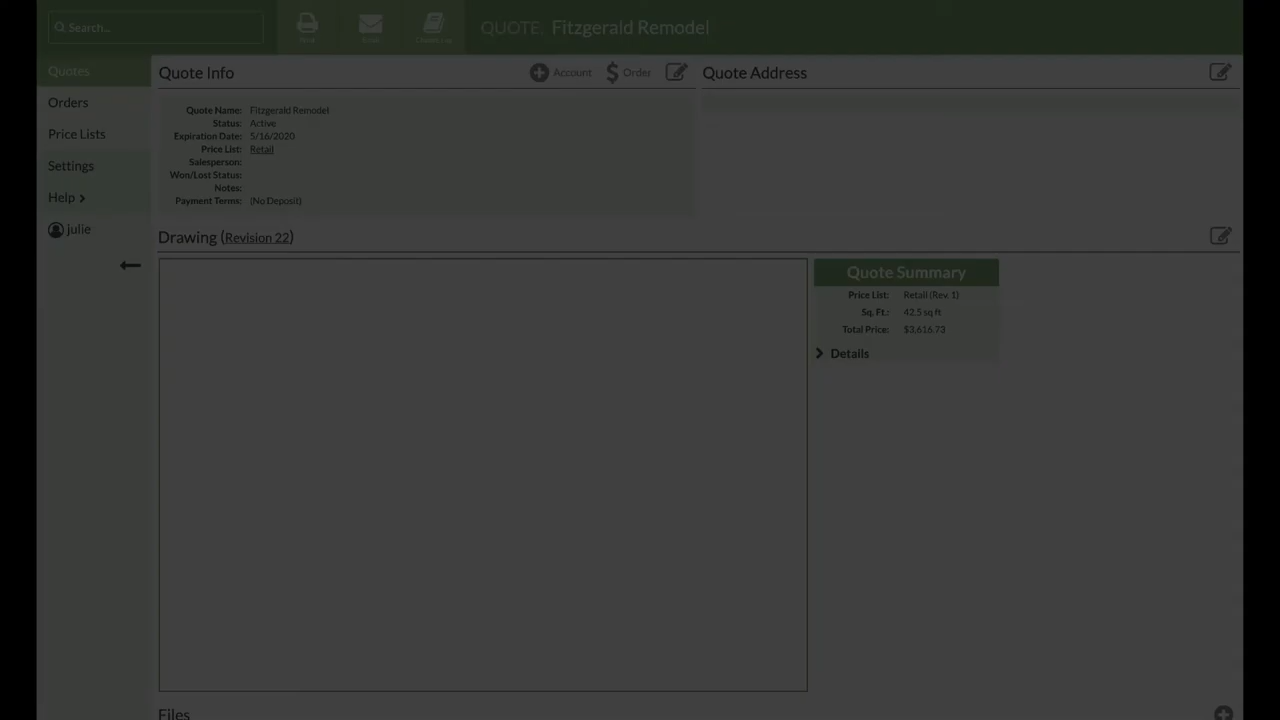 Search...
Print
Email
QUOTE: Fitzgerald Remodel
Quotes
Orders
Price Lists
Settings
Help
julie
Quote Info
Account
Order
Quote Name: Fitzgerald Remodel
Status: Active
Expiration Date: 5/16/2020
Price List: Retail
Salesperson:
Won/Lost Status:
Notes:
Payment Terms: (No Deposit)
Quote Address
Drawing (Revision 22)
Quote Summary
Price List: Retail (Rev. 1)
Sq. Ft.: 42.5 sq ft
Total Price: $3,616.73
Details
Files